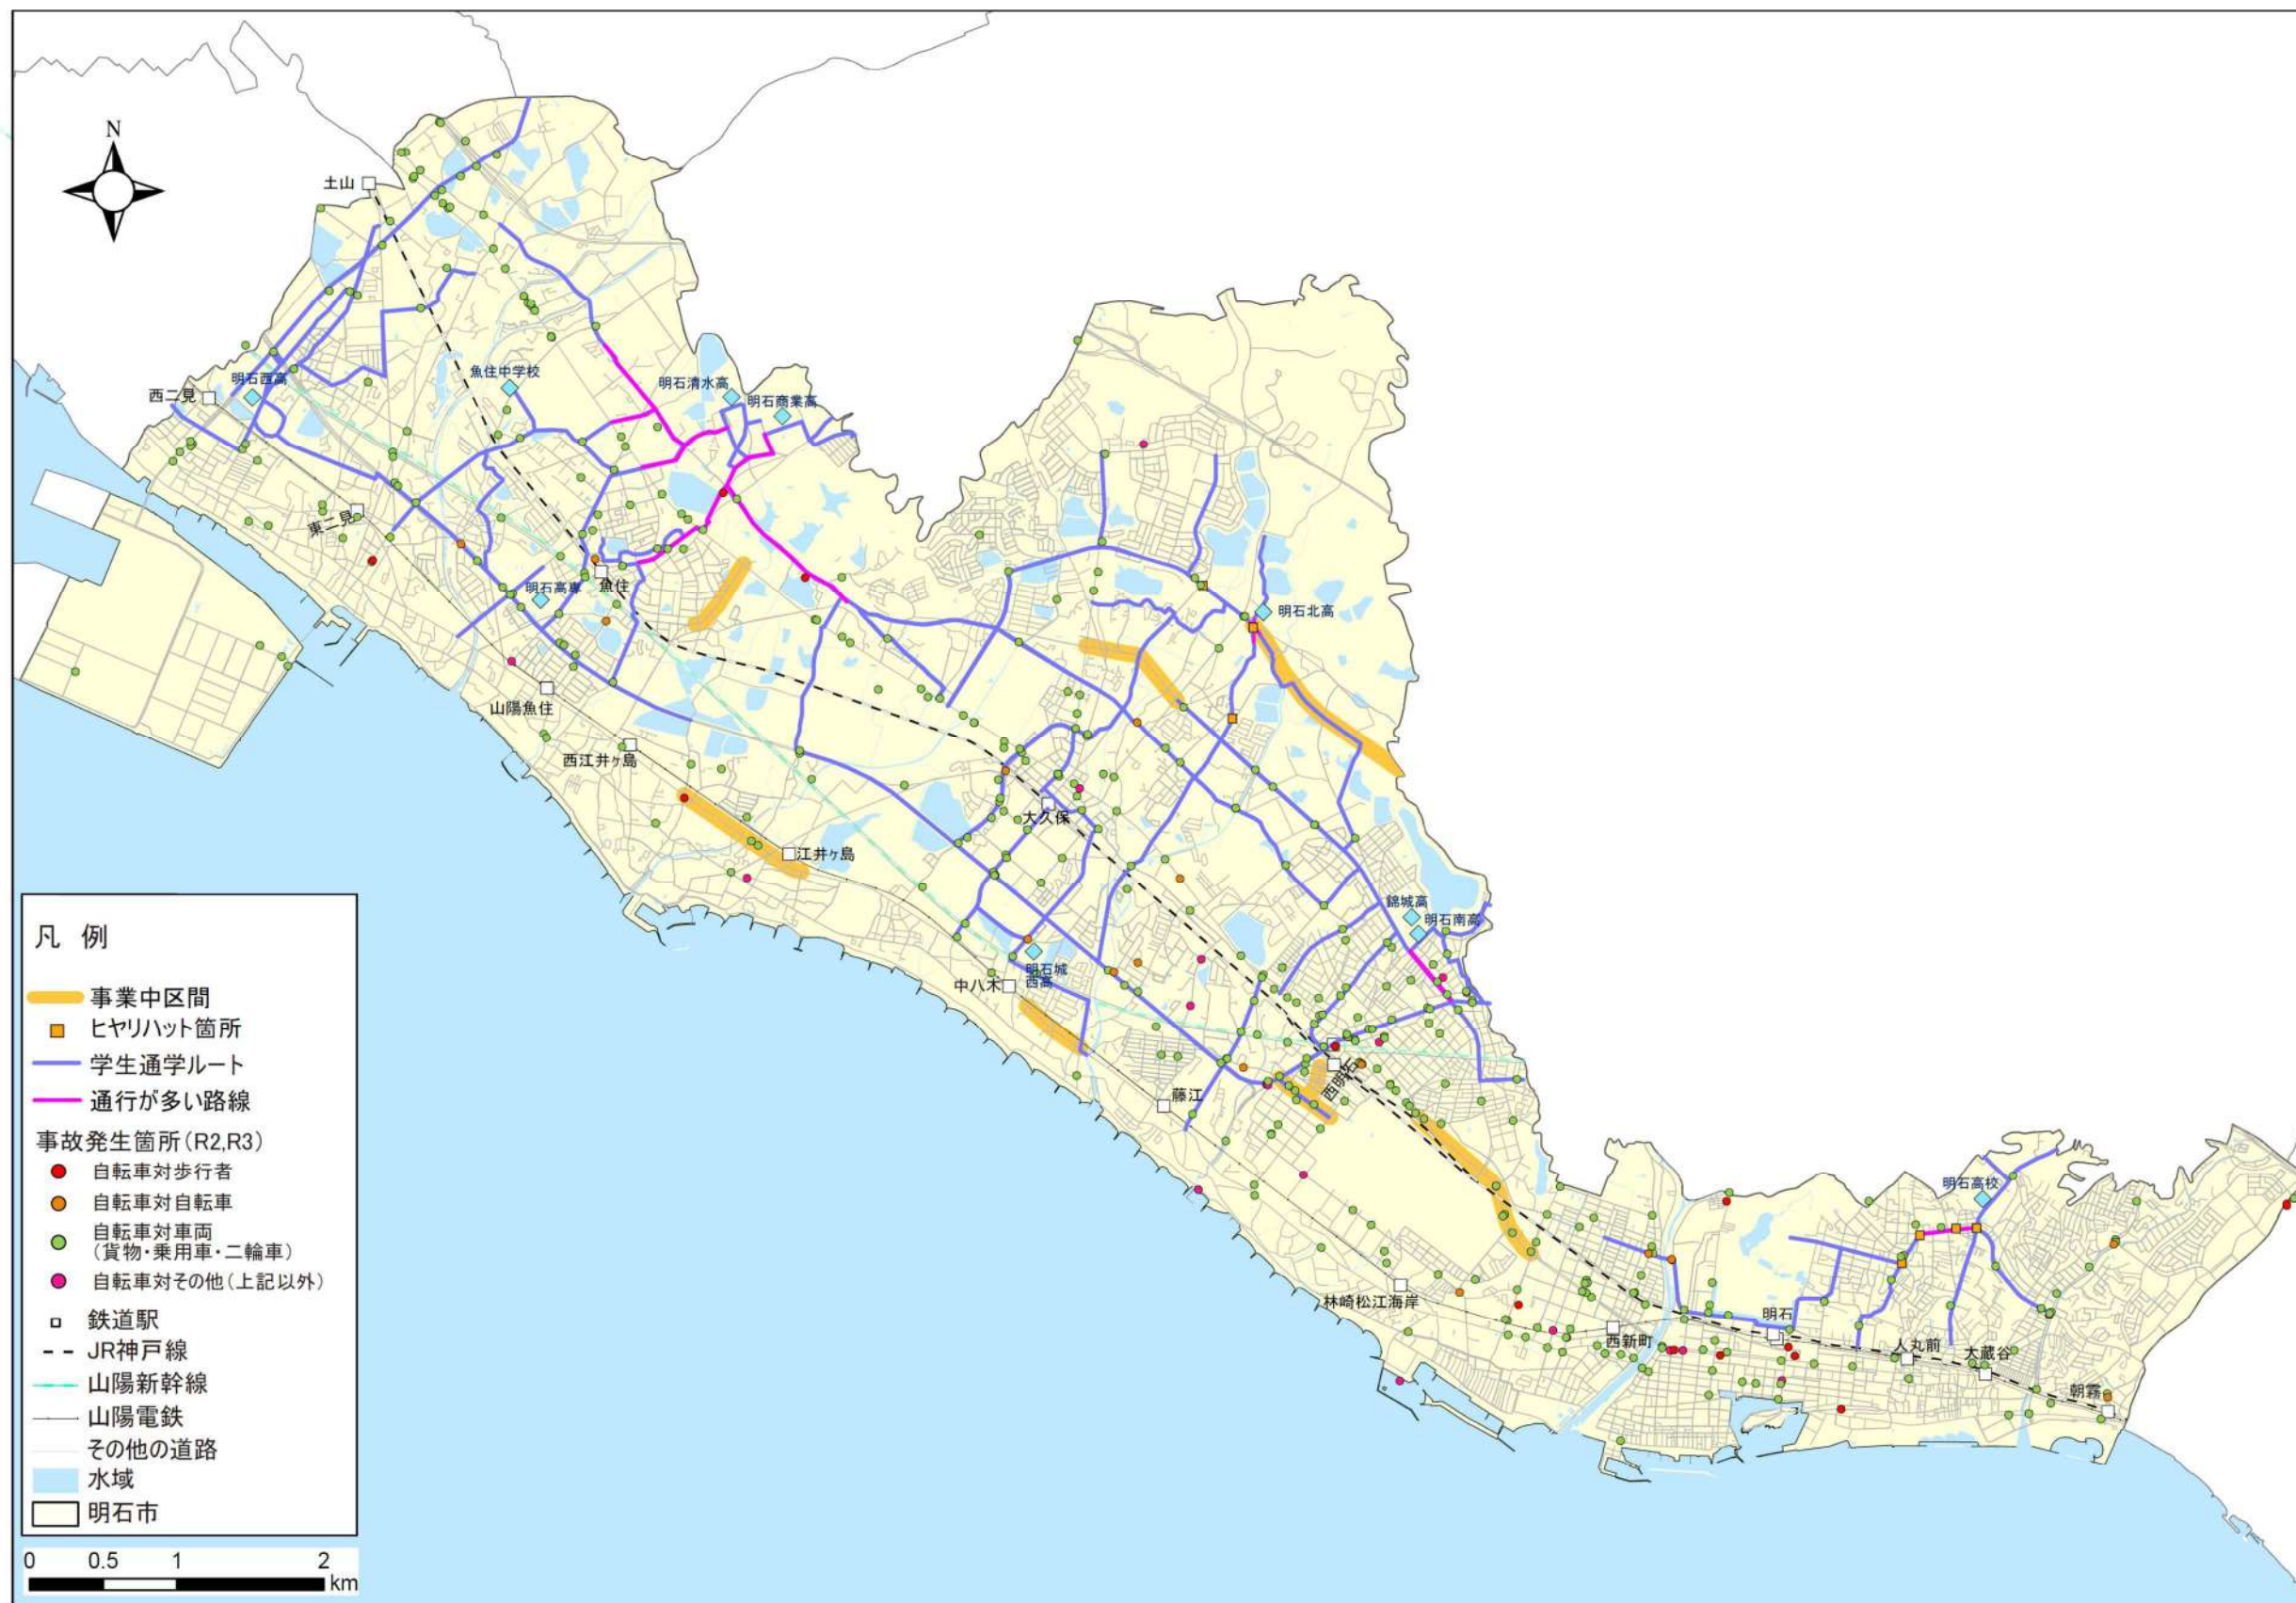 N
土山
西二見
明石西高
魚住中学校
明石清水高
明石商業高
東二見
明石高専
魚住
明石北高
山陽魚住
西江井ヶ島
大久保
江井ヶ島
錦城高
明石南高
中八木
明石城
西高
藤江
西明石
明石高校
林崎松江海岸
西新町
明石
人丸前
大蔵谷
朝霧
凡 例
事業中区間
ヒヤリハット箇所
学生通学ルート
通行が多い路線
事故発生箇所(R2,R3)
自転車対歩行者
自転車対自転車
自転車対車両
(貨物・乗用車・二輪車)
自転車対その他(上記以外)
鉄道駅
JR神戸線
山陽新幹線
山陽電鉄
その他の道路
水域
明石市
0 0.5 1 2
km